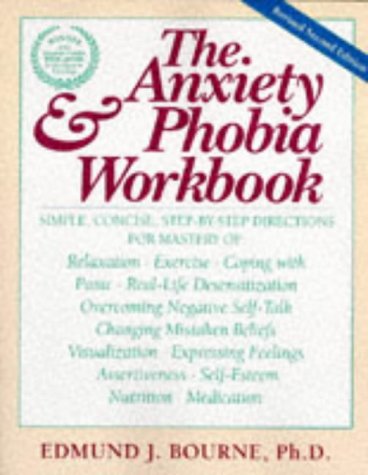 Revised Second Edition
WINNER
The
Anxiety
& Phobia
Workbook
SIMPLE, CONCISE, STEP-BY-STEP DIRECTIONS
FOR MASTERY OF
Relaxation · Exercise · Coping with
Panic · Real-Life Desensitization
Overcoming Negative Self-Talk
Changing Mistaken Beliefs
Visualization · Expressing Feelings
Assertiveness · Self-Esteem
Nutrition · Medication
EDMUND J. BOURNE, Ph.D.